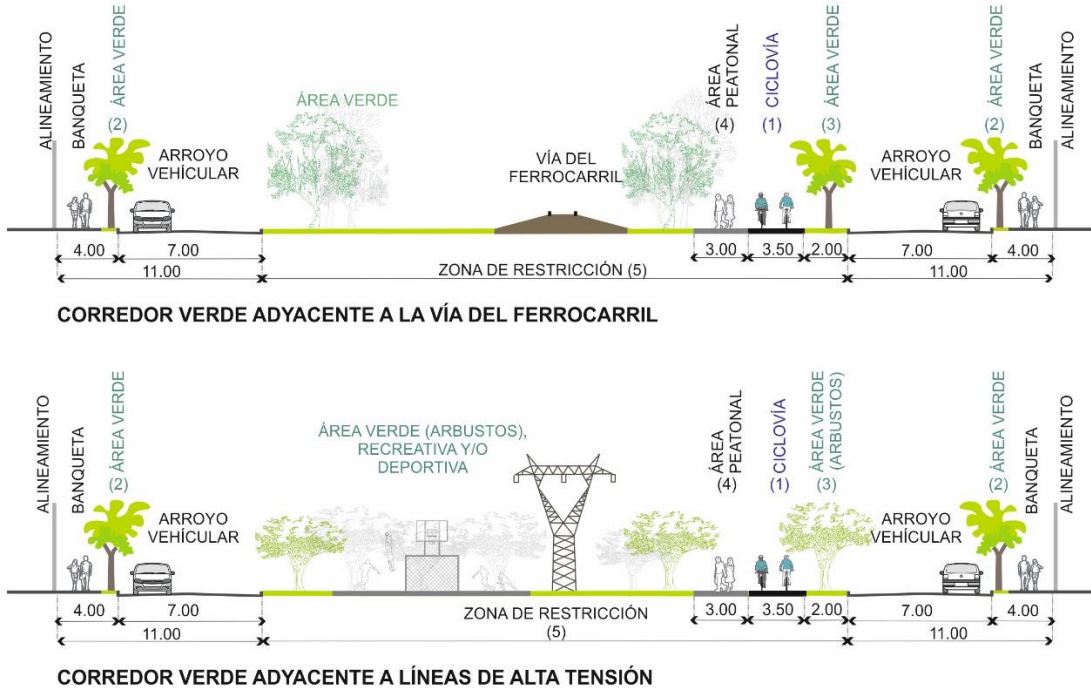 ALINEAMIENTO
BANQUETA
(2) ÁREA VERDE
ARROYO
VEHÍCULAR
ÁREA VERDE
VÍA DEL
FERROCARRIL
ÁREA
PEATONAL
(4)
(1) CICLOVÍA
ÁREA VERDE
(3)
ARROYO
VEHÍCULAR
ÁREA VERDE
(2)
BANQUETA
ALINEAMIENTO
4.00
7.00
3.00
3.50
2.00
7.00
4.00
11.00
ZONA DE RESTRICCIÓN (5)
11.00
CORREDOR VERDE ADYACENTE A LA VÍA DEL FERROCARRIL
ALINEAMIENTO
BANQUETA
(2) ÁREA VERDE
ARROYO
VEHÍCULAR
ÁREA VERDE (ARBUSTOS),
RECREATIVA Y/O
DEPORTIVA
ÁREA
PEATONAL
(4)
(1) CICLOVÍA
ÁREA VERDE
(ARBUSTOS)
(3)
ARROYO
VEHÍCULAR
ÁREA VERDE
(2)
BANQUETA
ALINEAMIENTO
4.00
7.00
ZONA DE RESTRICCIÓN
(5)
3.00
3.50
2.00
7.00
4.00
11.00
11.00
CORREDOR VERDE ADYACENTE A LÍNEAS DE ALTA TENSIÓN